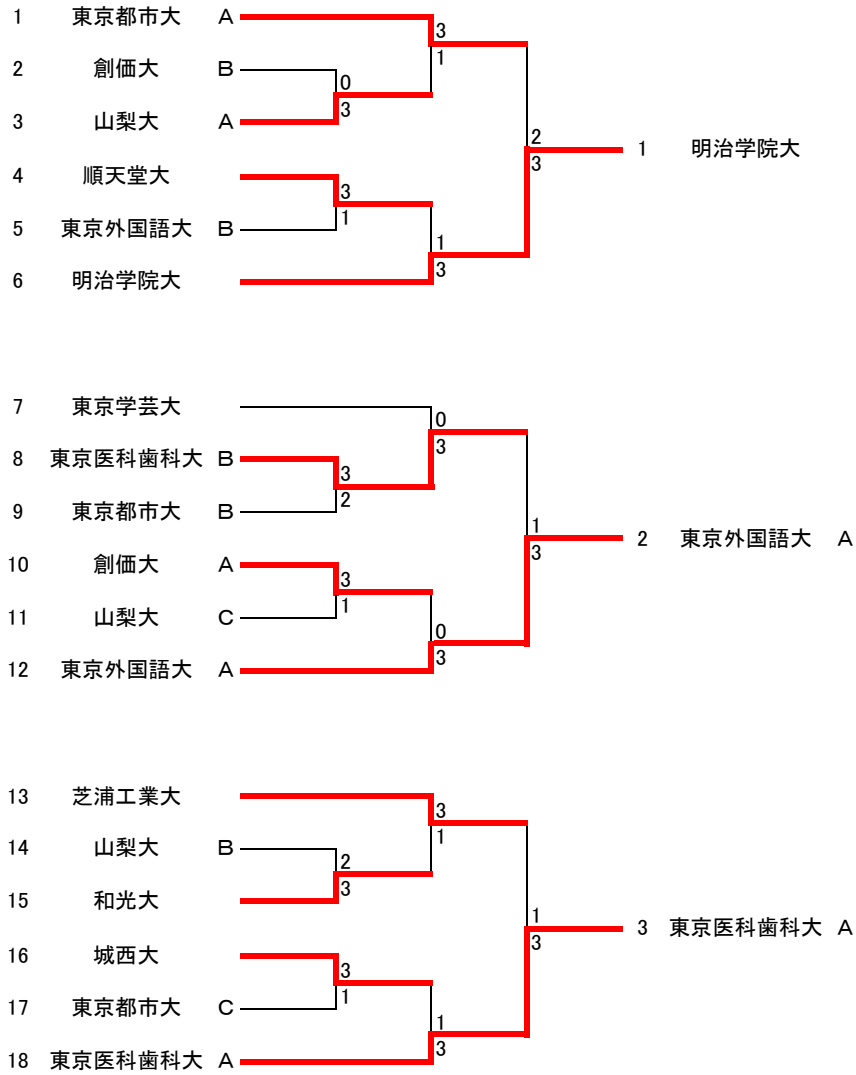 1 東京都市大 A
3
1
2 創価大 B
0
3
3 山梨大 A
2
3
1 明治学院大
4 順天堂大
3
1
5 東京外国語大 B
1
3
6 明治学院大
7 東京学芸大
0
3
8 東京医科歯科大 B
3
2
9 東京都市大 B
1
3
2 東京外国語大 A
10 創価大 A
3
1
11 山梨大 C
0
3
12 東京外国語大 A
13 芝浦工業大
3
1
14 山梨大 B
2
3
15 和光大
1
3
3 東京医科歯科大 A
16 城西大
3
1
17 東京都市大 C
1
3
18 東京医科歯科大 A